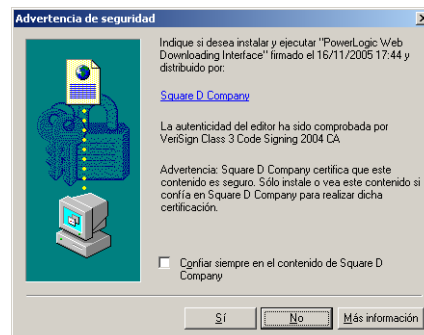 Advertencia de seguridad
Indique si desea instalar y ejecutar "PowerLogic Web
Downloading Interface" firmado el 16/11/2005 17:44 y
distribuido por:
Square D Company
La autenticidad del editor ha sido comprobada por
VeriSign Class 3 Code Signing 2004 CA
Advertencia: Square D Company certifica que este
contenido es seguro. Sólo instale o vea este contenido si
confía en Square D Company para realizar dicha
certificación.
Confiar siempre en el contenido de Square D
Company
Sí No Más información